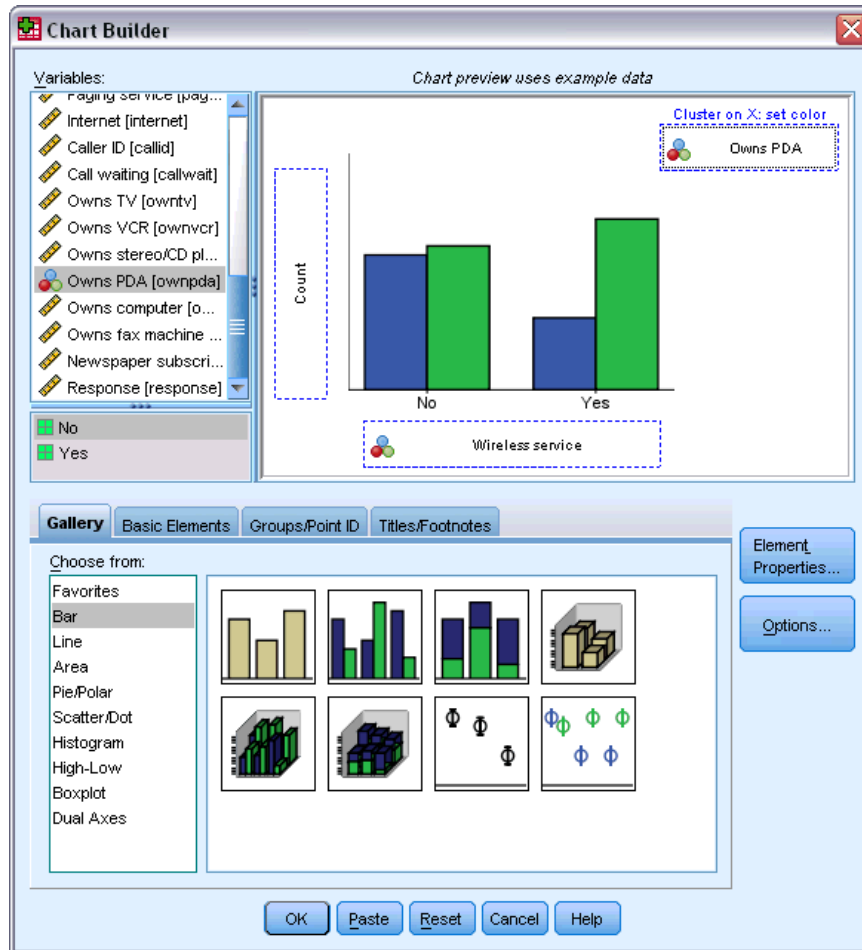 Chart Builder
Variables:
Chart preview uses example data
Paging service [pag...
Internet [internet]
Caller ID [callid]
Call waiting [callwait]
Owns TV [owntv]
Owns VCR [ownvcr]
Owns stereo/CD pl...
Owns PDA [ownpda]
Owns computer [o...
Owns fax machine ...
Newspaper subscri...
Response [response]
No
Yes
Cluster on X: set color
Owns PDA
Count
No Yes
Wireless service
Gallery Basic Elements Groups/Point ID Titles/Footnotes
Choose from:
Favorites
Bar
Line
Area
Pie/Polar
Scatter/Dot
Histogram
High-Low
Boxplot
Dual Axes
Element
Properties...
Options...
OK Paste Reset Cancel Help